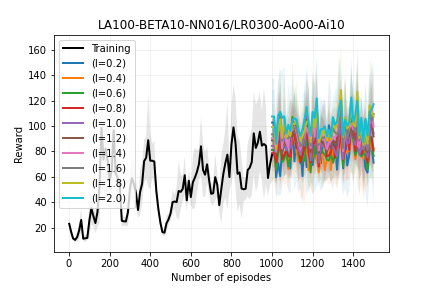 LA100-BETA10-NN016/LR0300-Ao00-Ai10
Reward
160
140
120
100
80
60
40
20
Training
(l=0.2)
(l=0.4)
(l=0.6)
(l=0.8)
(l=1.0)
(l=1.2)
(l=1.4)
(l=1.6)
(l=1.8)
(l=2.0)
0 200 400 600 800 1000 1200 1400
Number of episodes